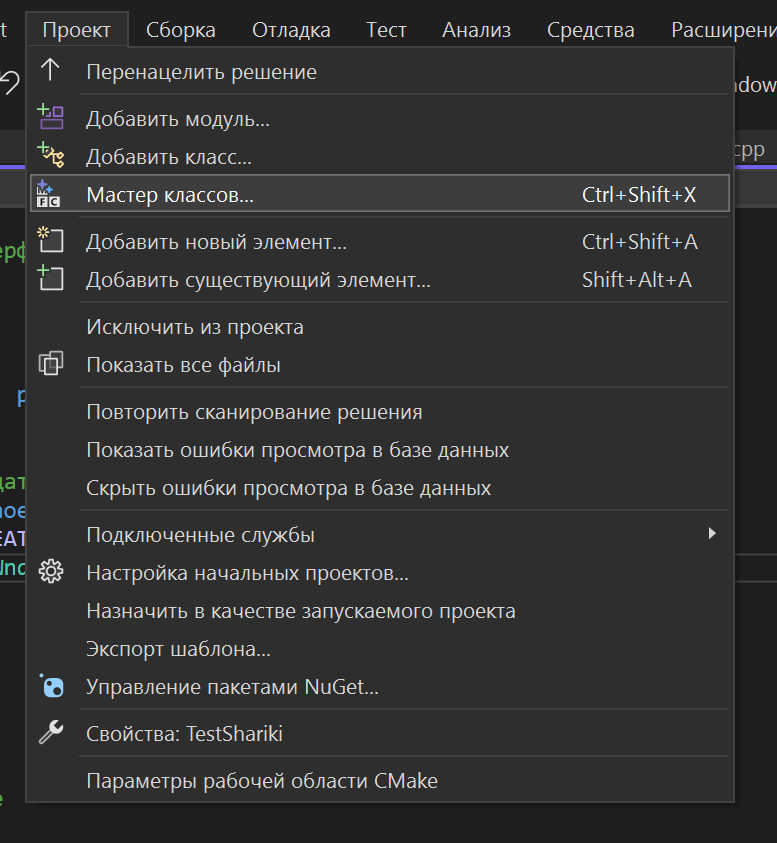 t Проект Сборка Отладка Тест Анализ Средства
Перенацелить решение
Добавить модуль...
Добавить класс...
cpp
Мастер классов... Ctrl+Shift+X
Добавить новый элемент... Ctrl+Shift+A
Добавить существующий элемент... Shift+Alt+A
Исключить из проекта
Показать все файлы
Повторить сканирование решения
Показать ошибки просмотра в базе данных
Скрыть ошибки просмотра в базе данных
Подключенные службы
Настройка начальных проектов...
Назначить в качестве запускаемого проекта
Экспорт шаблона...
Управление пакетами NuGet...
Свойства: TestShariki
Параметры рабочей области CMake